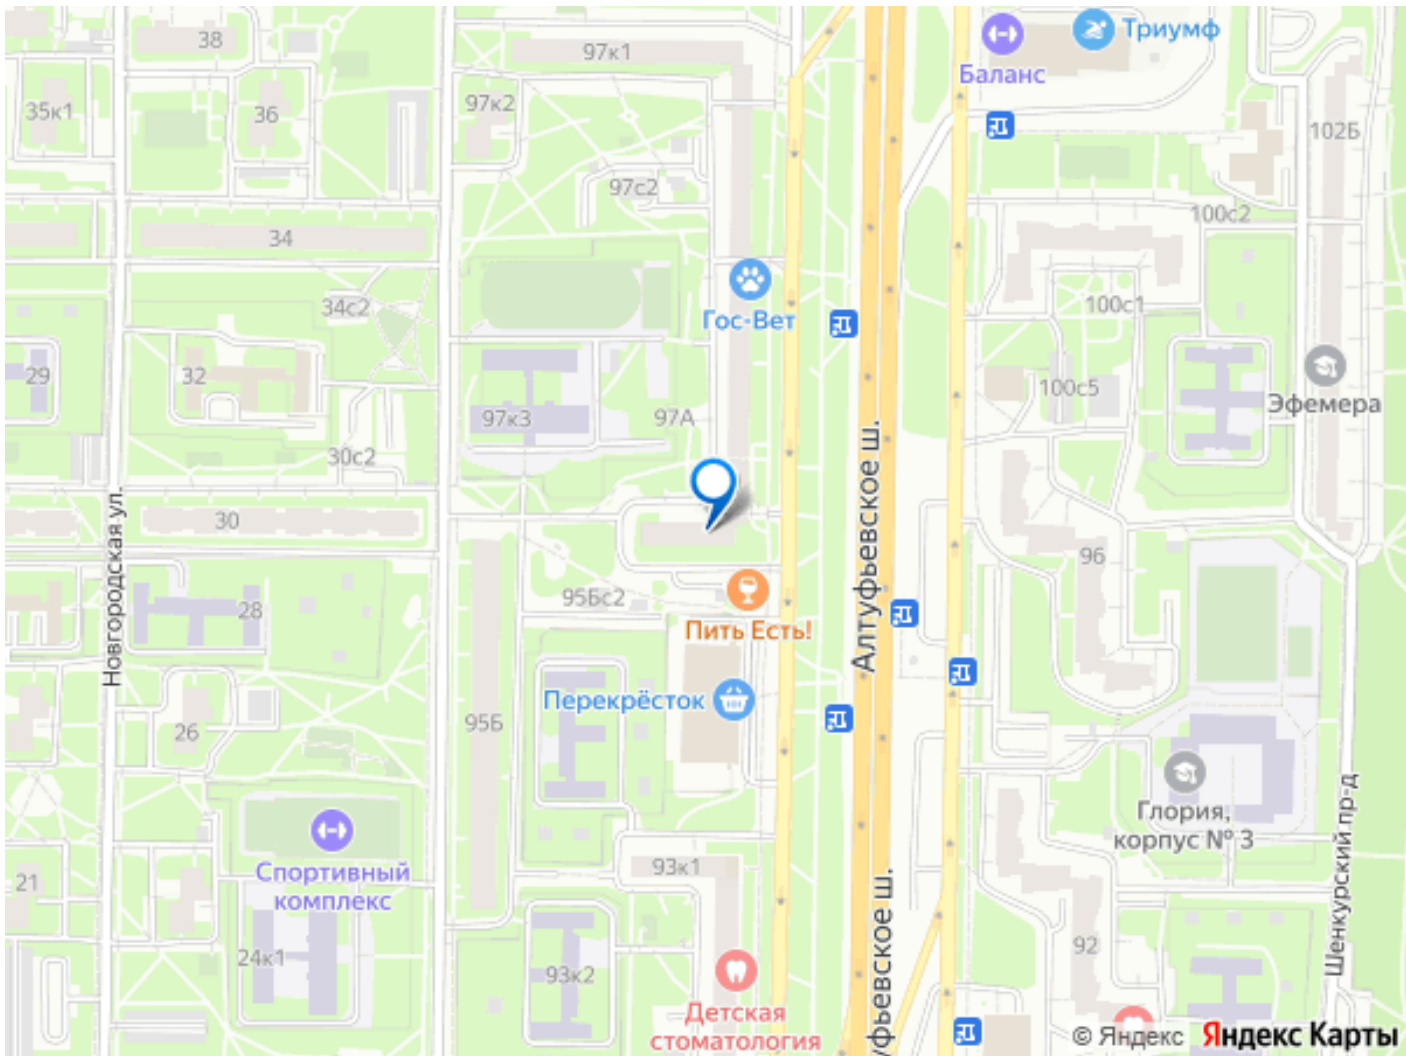 38
97к1
Триумф
Баланс
35к1
36
97к2
102Б
97с2
100с2
34
34с2
Гос-Вет
100с1
29
32
97к3
97А
100с5
Эфемера
30с2
Алтуфьевское ш.
Новгородская ул.
30
96
28
95Бс2
Пить Есть!
Перекрёсток
95Б
26
Глория,
корпус № 3
Шенкурский пр-д
Спортивный
комплекс
21
93к1
24к1
93к2
92
уфьевское ш.
Детская
стоматология
© Яндекс Яндекс Карты